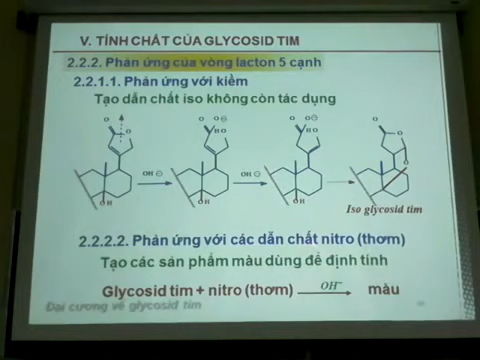 V. TÍNH CHẤT CỦA GLYCOSID TIM
2.2.2. Phản ứng của vòng lacton 5 cạnh
2.2.1.1. Phản ứng với kiềm
Tạo dẫn chất iso không còn tác dụng
OH ⊖
OH ⊖
OH
OH
OH
Iso glycosid tim
2.2.2.2. Phản ứng với các dẫn chất nitro (thơm)
Tạo các sản phẩm màu dùng để định tính
Glycosid tim + nitro (thơm) OH⁻ màu
Đại cương về glycosid tim